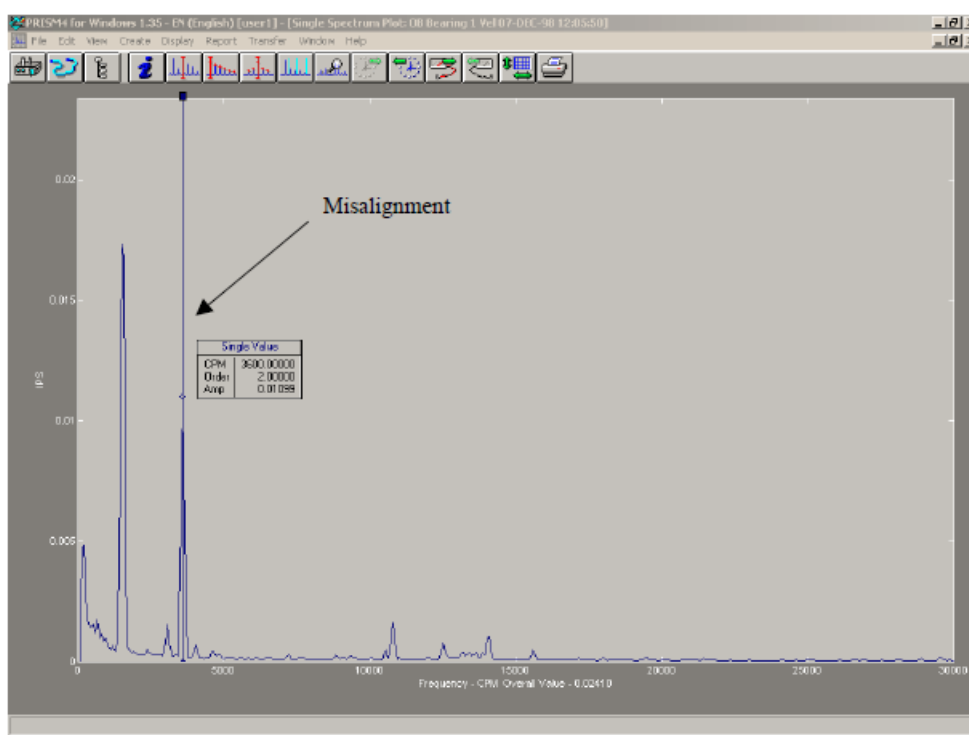 PRISM4 for Windows 1.35 - EN (English) [user1] - [Single Spectrum Plot: OB Bearing 1 Vel 07-DEC-98 12:05:50]
File Edit View Create Display Report Transfer Window Help
Misalignment
0.02
0.015
0.01
0.005
0
IPS
Single Value
CPM 3600.00000
Order 2.00000
Amp 0.01099
0 5000 10000 15000 20000 25000 30000
Frequency - CPM Overall Value - 0.02410